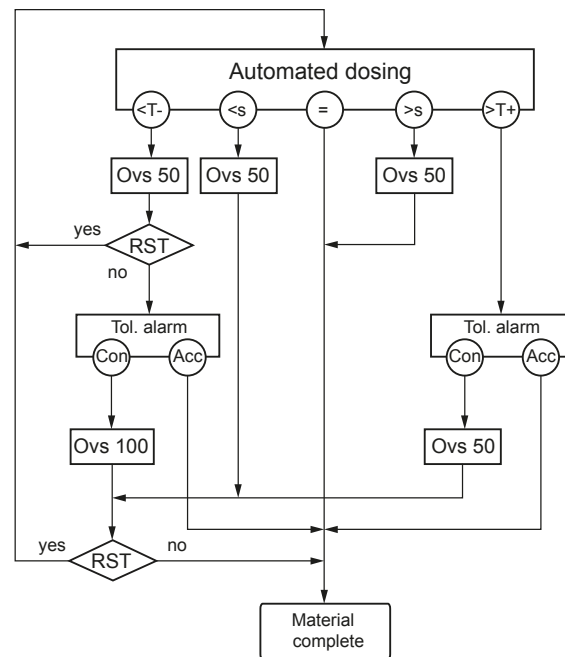 Automated dosing
<T- <s = >s >T+
Ovs 50 Ovs 50 Ovs 50
yes
RST
no
Tol. alarm Tol. alarm
Con Acc Con Acc
Ovs 100 Ovs 50
yes no
RST
Material
complete